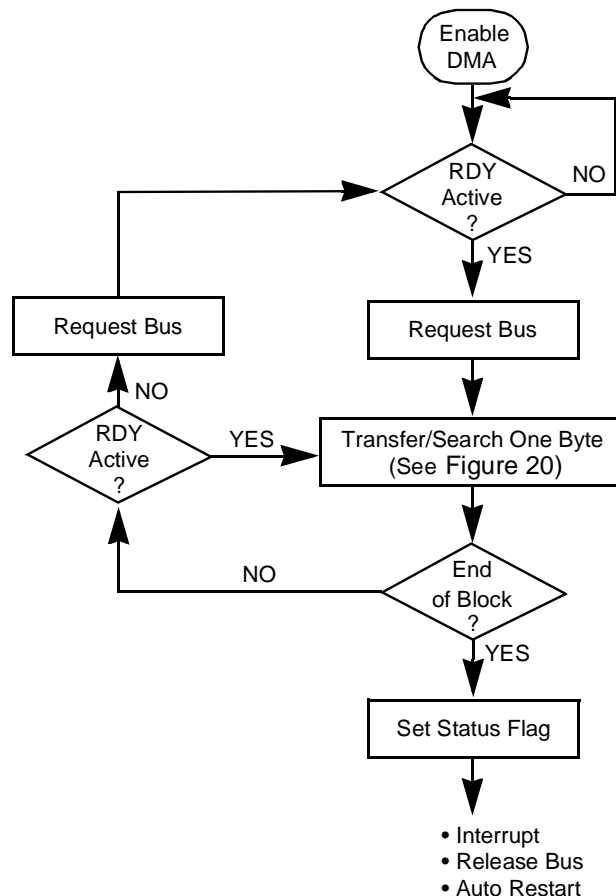 Enable
DMA
RDY
Active
?
NO
YES
Request Bus
Request Bus
NO
RDY
Active
?
YES
Transfer/Search One Byte
(See Figure 20)
NO
End
of Block
?
YES
Set Status Flag
• Interrupt
• Release Bus
• Auto Restart